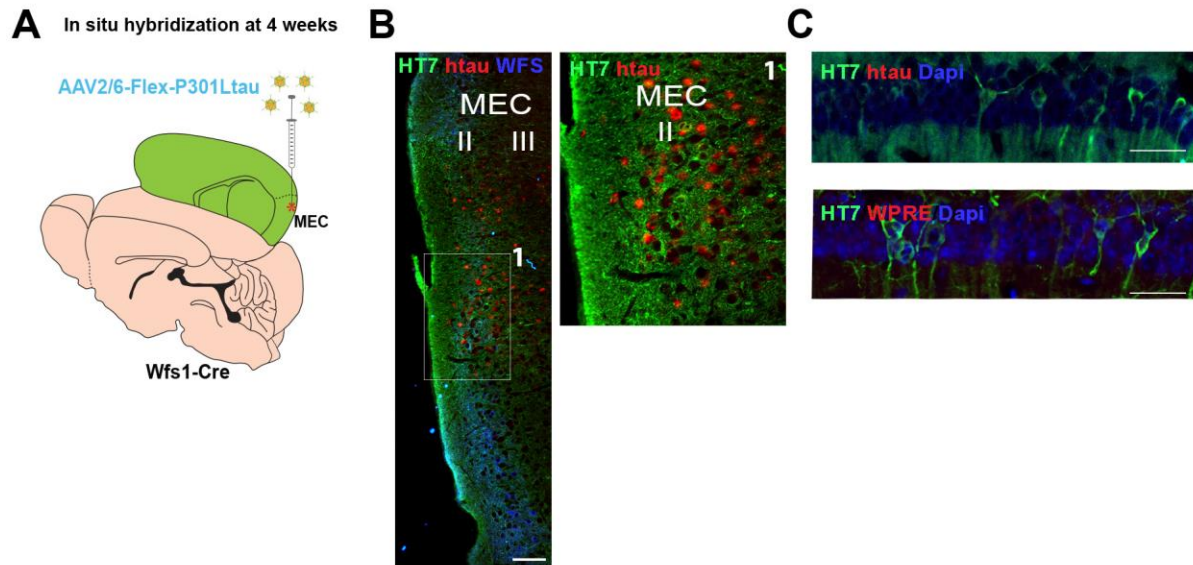 A In situ hybridization at 4 weeks
AAV2/6-Flex-P301Ltau
MEC
Wfs1-Cre
B
HT7 htau WFS
MEC
II III
1
HT7 htau 1
MEC
II
C
HT7 htau Dapi
HT7 WPRE Dapi